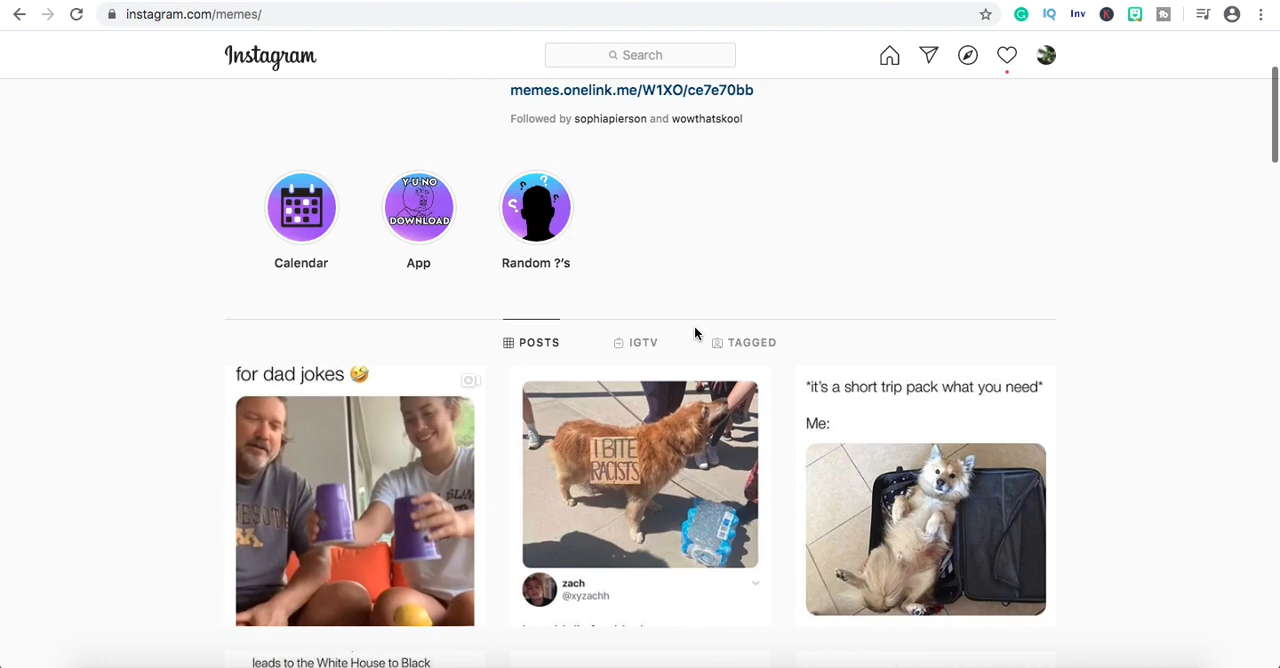 instagram.com/memes/
IQ
Inv
K
Instagram
Search
memes.onelink.me/W1XO/ce7e70bb
Followed by sophiapierson and wowthatskool
Y U NO
DOWNLOAD
? ? ? ?
Calendar
App
Random ?'s
POSTS
IGTV
TAGGED
for dad jokes 🤣
I BITE
RACISTS
zach
@xyzachh
*it's a short trip pack what you need*
Me:
leads to the White House to Black